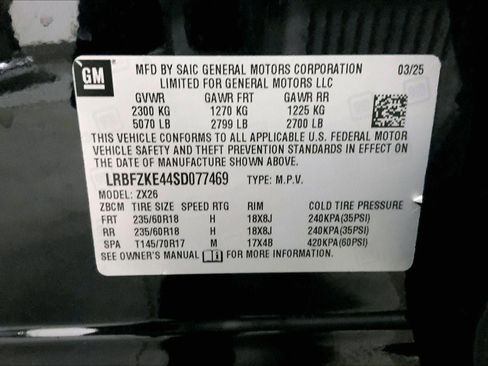 GM
MFD BY SAIC GENERAL MOTORS CORPORATION 03/25
LIMITED FOR GENERAL MOTORS LLC
GVWR GAWR FRT GAWR RR
2300 KG 1270 KG 1225 KG
5070 LB 2799 LB 2700 LB
THIS VEHICLE CONFORMS TO ALL APPLICABLE U.S. FEDERAL MOTOR
VEHICLE SAFETY AND THEFT PREVENTION STANDARDS IN EFFECT ON
THE DATE OF MANUFACTURE SHOWN ABOVE.
LRBFZKE44SD077469 TYPE: M.P.V.
MODEL: ZX26
ZBCM TIRE SIZE SPEED RTG RIM COLD TIRE PRESSURE
FRT 235/60R18 H 18X8J 240KPA(35PSI)
RR 235/60R18 H 18X8J 240KPA(35PSI)
SPA T145/70R17 M 17X4B 420KPA(60PSI)
SEE OWNER'S MANUAL FOR MORE INFORMATION.